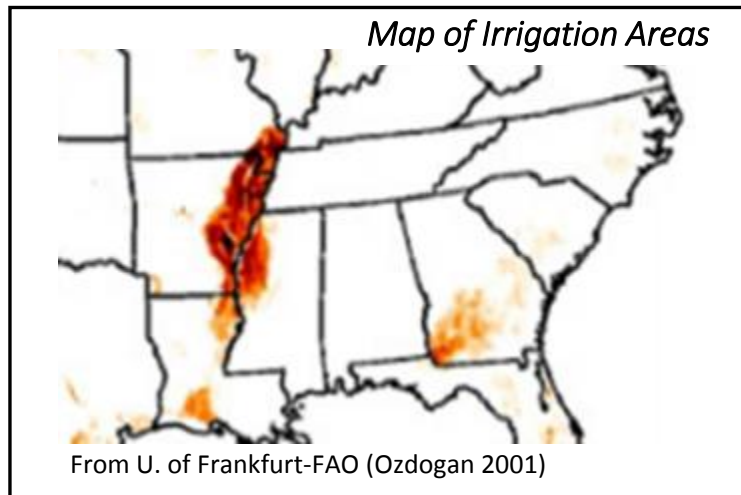 Map of Irrigation Areas
From U. of Frankfurt-FAO (Ozdogan 2001)